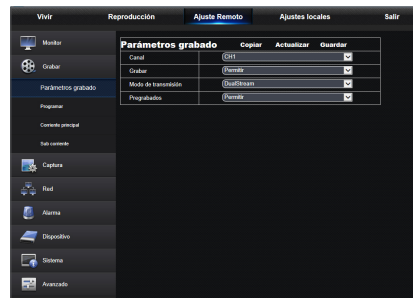 Vivir Reproducción Ajuste Remoto Ajustes locales Salir
Monitor
Grabar
Parámetros grabado
Programar
Corriente principal
Sub corriente
Captura
Red
Alarma
Dispositivo
Sistema
Avanzado
Parámetros grabado Copiar Actualizar Guardar
Canal CH1
Grabar Permitir
Modo de transmisión DualStream
Pregrabados Permitir